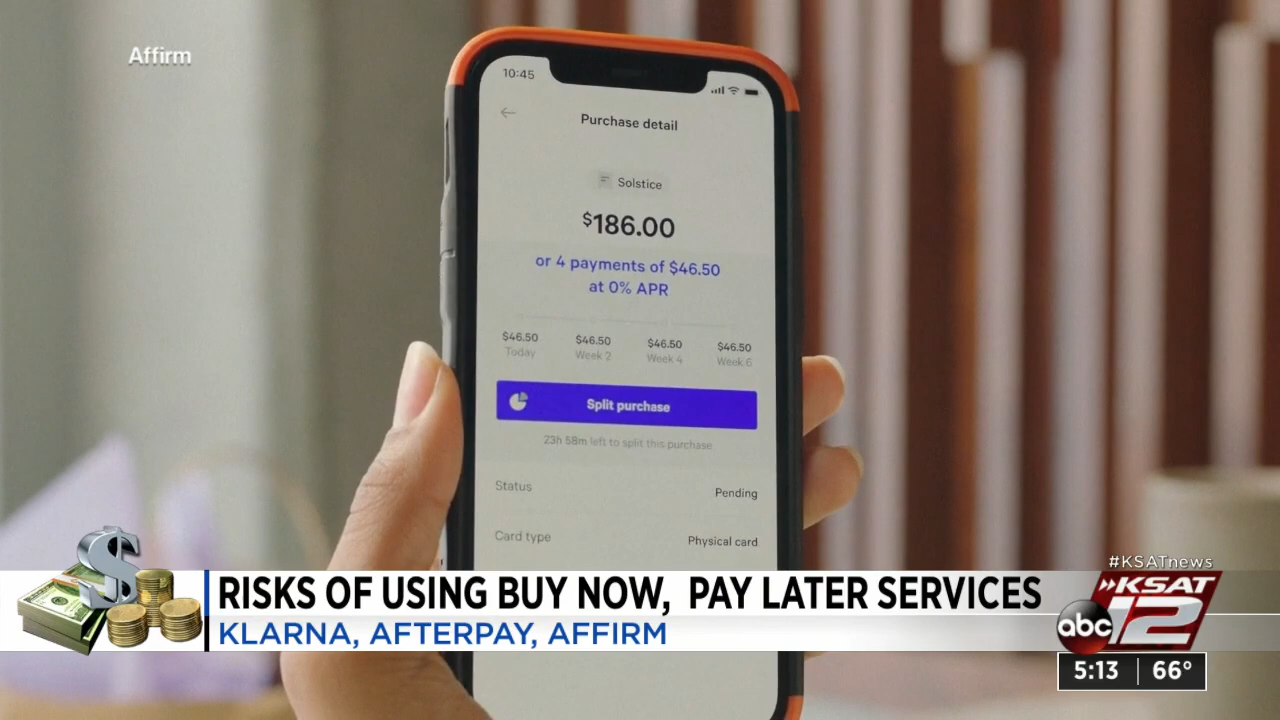 Affirm
10:45
Purchase detail
Solstice
$186.00
or 4 payments of $46.50
at 0% APR
$46.50 $46.50 $46.50 $46.50
Today Week 2 Week 4 Week 6
Split purchase
23h 58m left to split this purchase
Status Pending
Card type Physical card
#KSATnews
RISKS OF USING BUY NOW, PAY LATER SERVICES
KLARNA, AFTERPAY, AFFIRM
KSAT
abc 12
5:13 66°